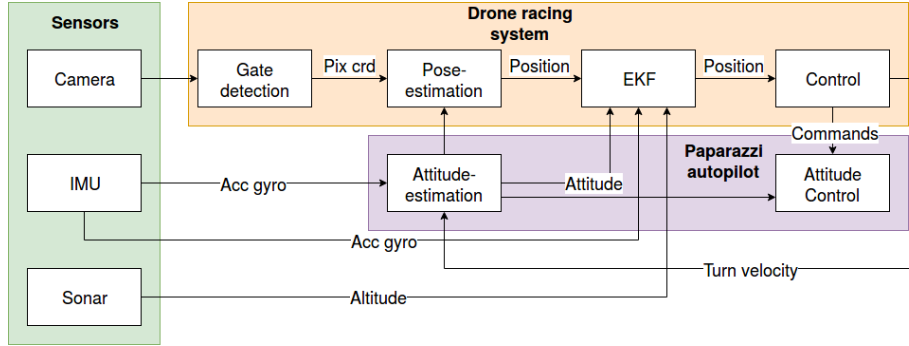 Sensors
Drone racing
system
Camera
Gate
detection
Pix crd
Pose-
estimation
Position
EKF
Position
Control
Commands
Paparazzi
autopilot
IMU
Acc gyro
Attitude-
estimation
Attitude
Attitude
Control
Acc gyro
Turn velocity
Sonar
Altitude